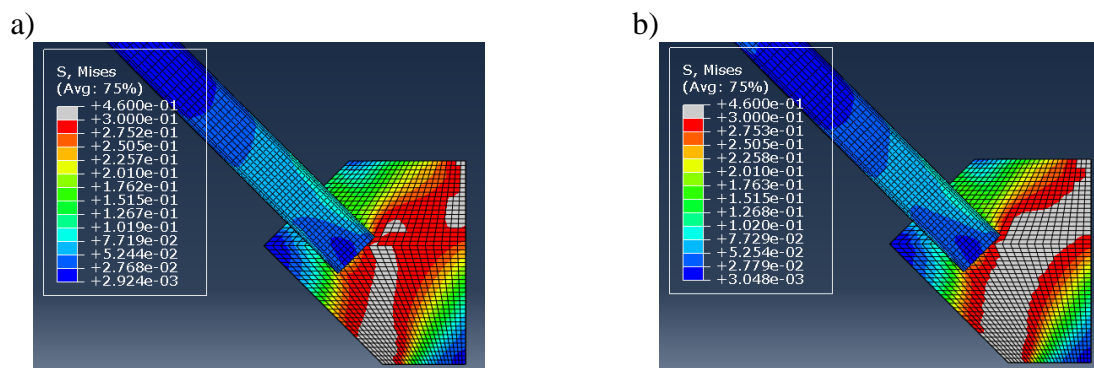 a)
S, Mises
(Avg: 75%)
+4.600e-01
+3.000e-01
+2.752e-01
+2.505e-01
+2.257e-01
+2.010e-01
+1.762e-01
+1.515e-01
+1.267e-01
+1.019e-01
+7.719e-02
+5.244e-02
+2.768e-02
+2.924e-03
b)
S, Mises
(Avg: 75%)
+4.600e-01
+3.000e-01
+2.753e-01
+2.505e-01
+2.258e-01
+2.010e-01
+1.763e-01
+1.515e-01
+1.268e-01
+1.020e-01
+7.729e-02
+5.254e-02
+2.779e-02
+3.048e-03